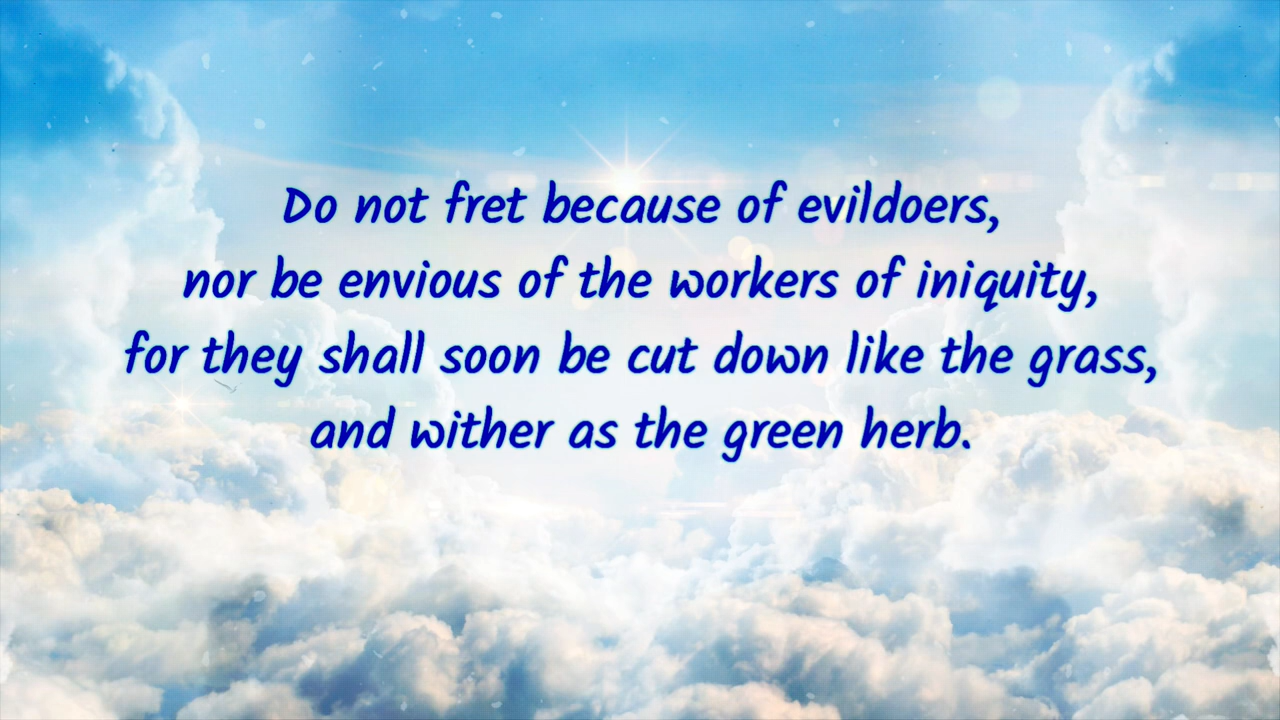 Do not fret because of evildoers,
nor be envious of the workers of iniquity,
for they shall soon be cut down like the grass,
and wither as the green herb.